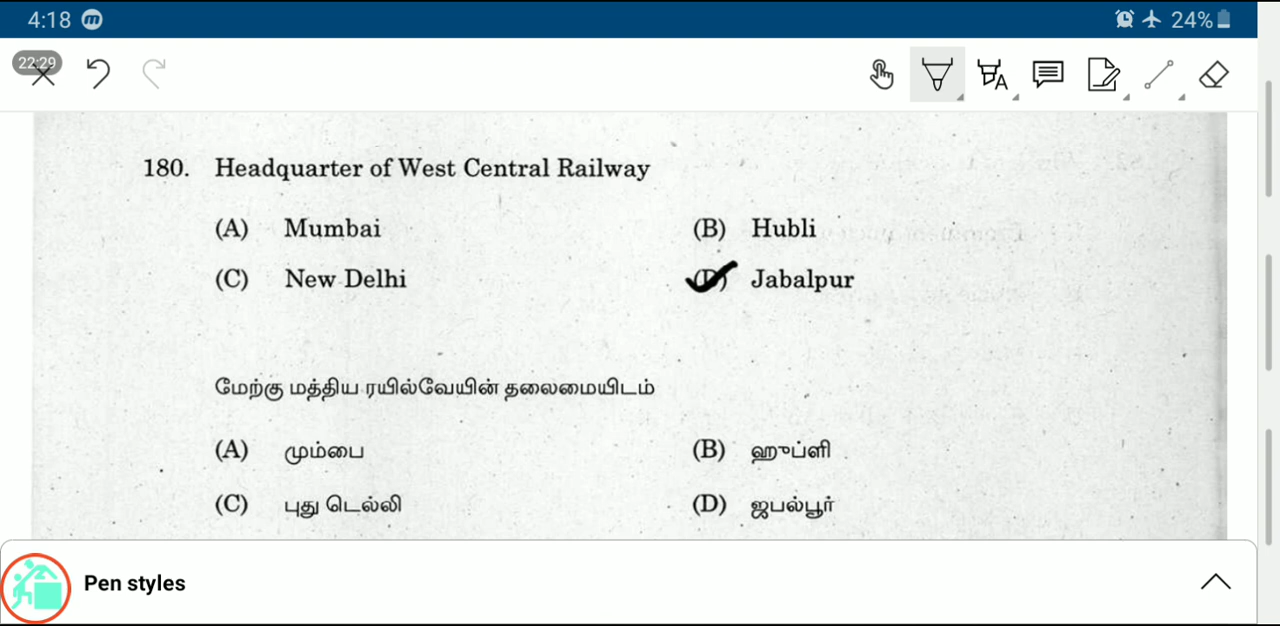 4:18 24%
22:29
180. Headquarter of West Central Railway
(A) Mumbai (B) Hubli
(C) New Delhi (D) Jabalpur
மேற்கு மத்திய ரயில்வேயின் தலைமையிடம்
(A) மும்பை (B) ஹுப்ளி
(C) புது டெல்லி (D) ஜபல்பூர்
Pen styles